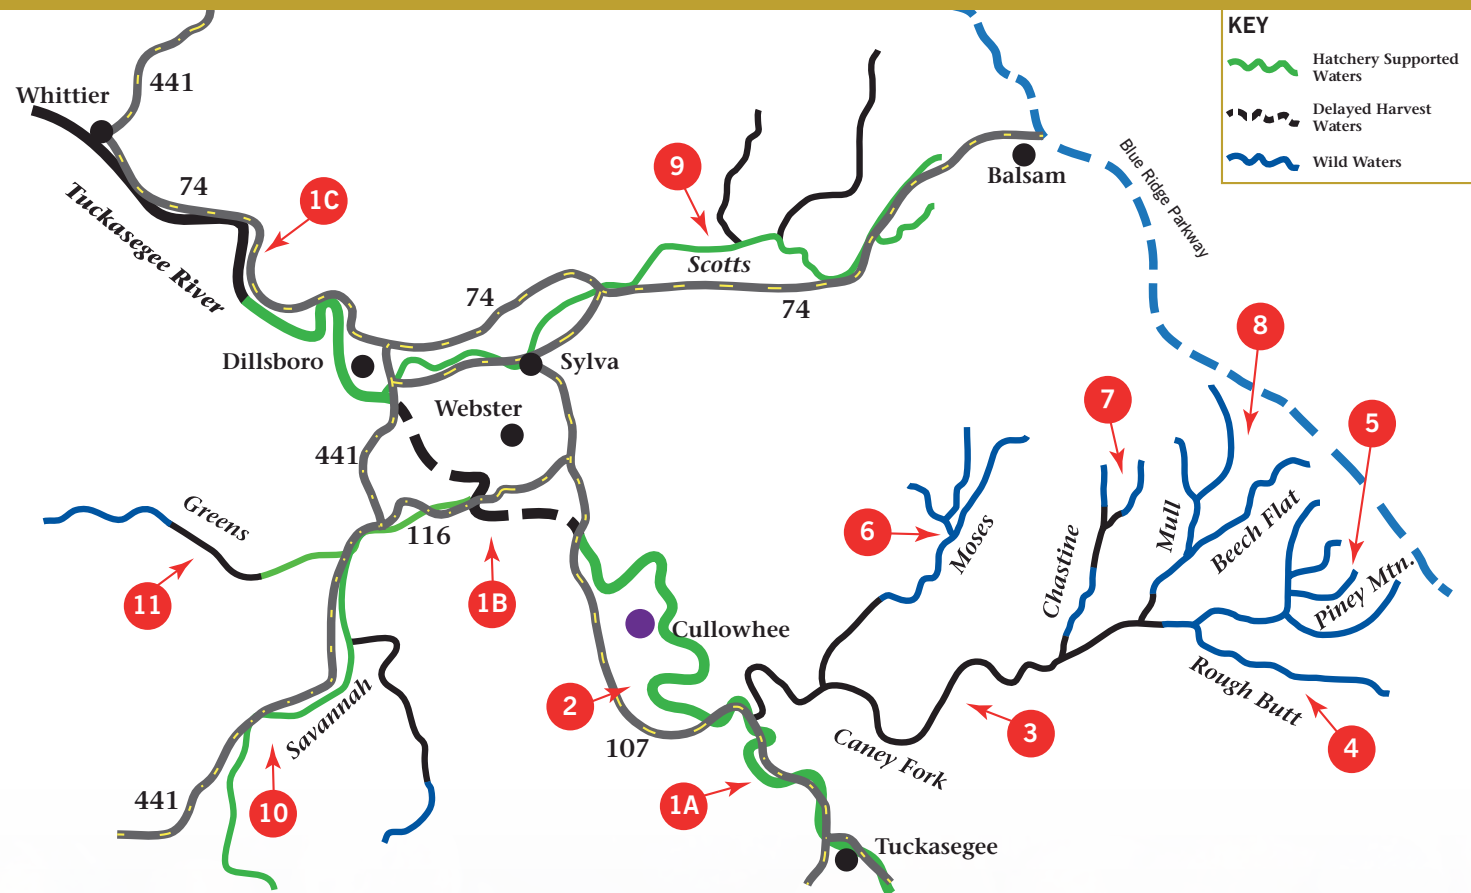 KEY
Hatchery Supported
Waters
Delayed Harvest
Waters
Wild Waters
441
Whittier
74
Tuckasegee River
1C
9
Scotts
Balsam
Blue Ridge Parkway
74
74
Dillsboro
Sylva
Webster
441
8
7
5
6
Moses
Chastine
Mull
Beech Flat
Piney Mtn.
Greens
116
11
1B
Cullowhee
Rough Butt
2
107
Caney Fork
3
4
Savannah
441
10
1A
Tuckasegee